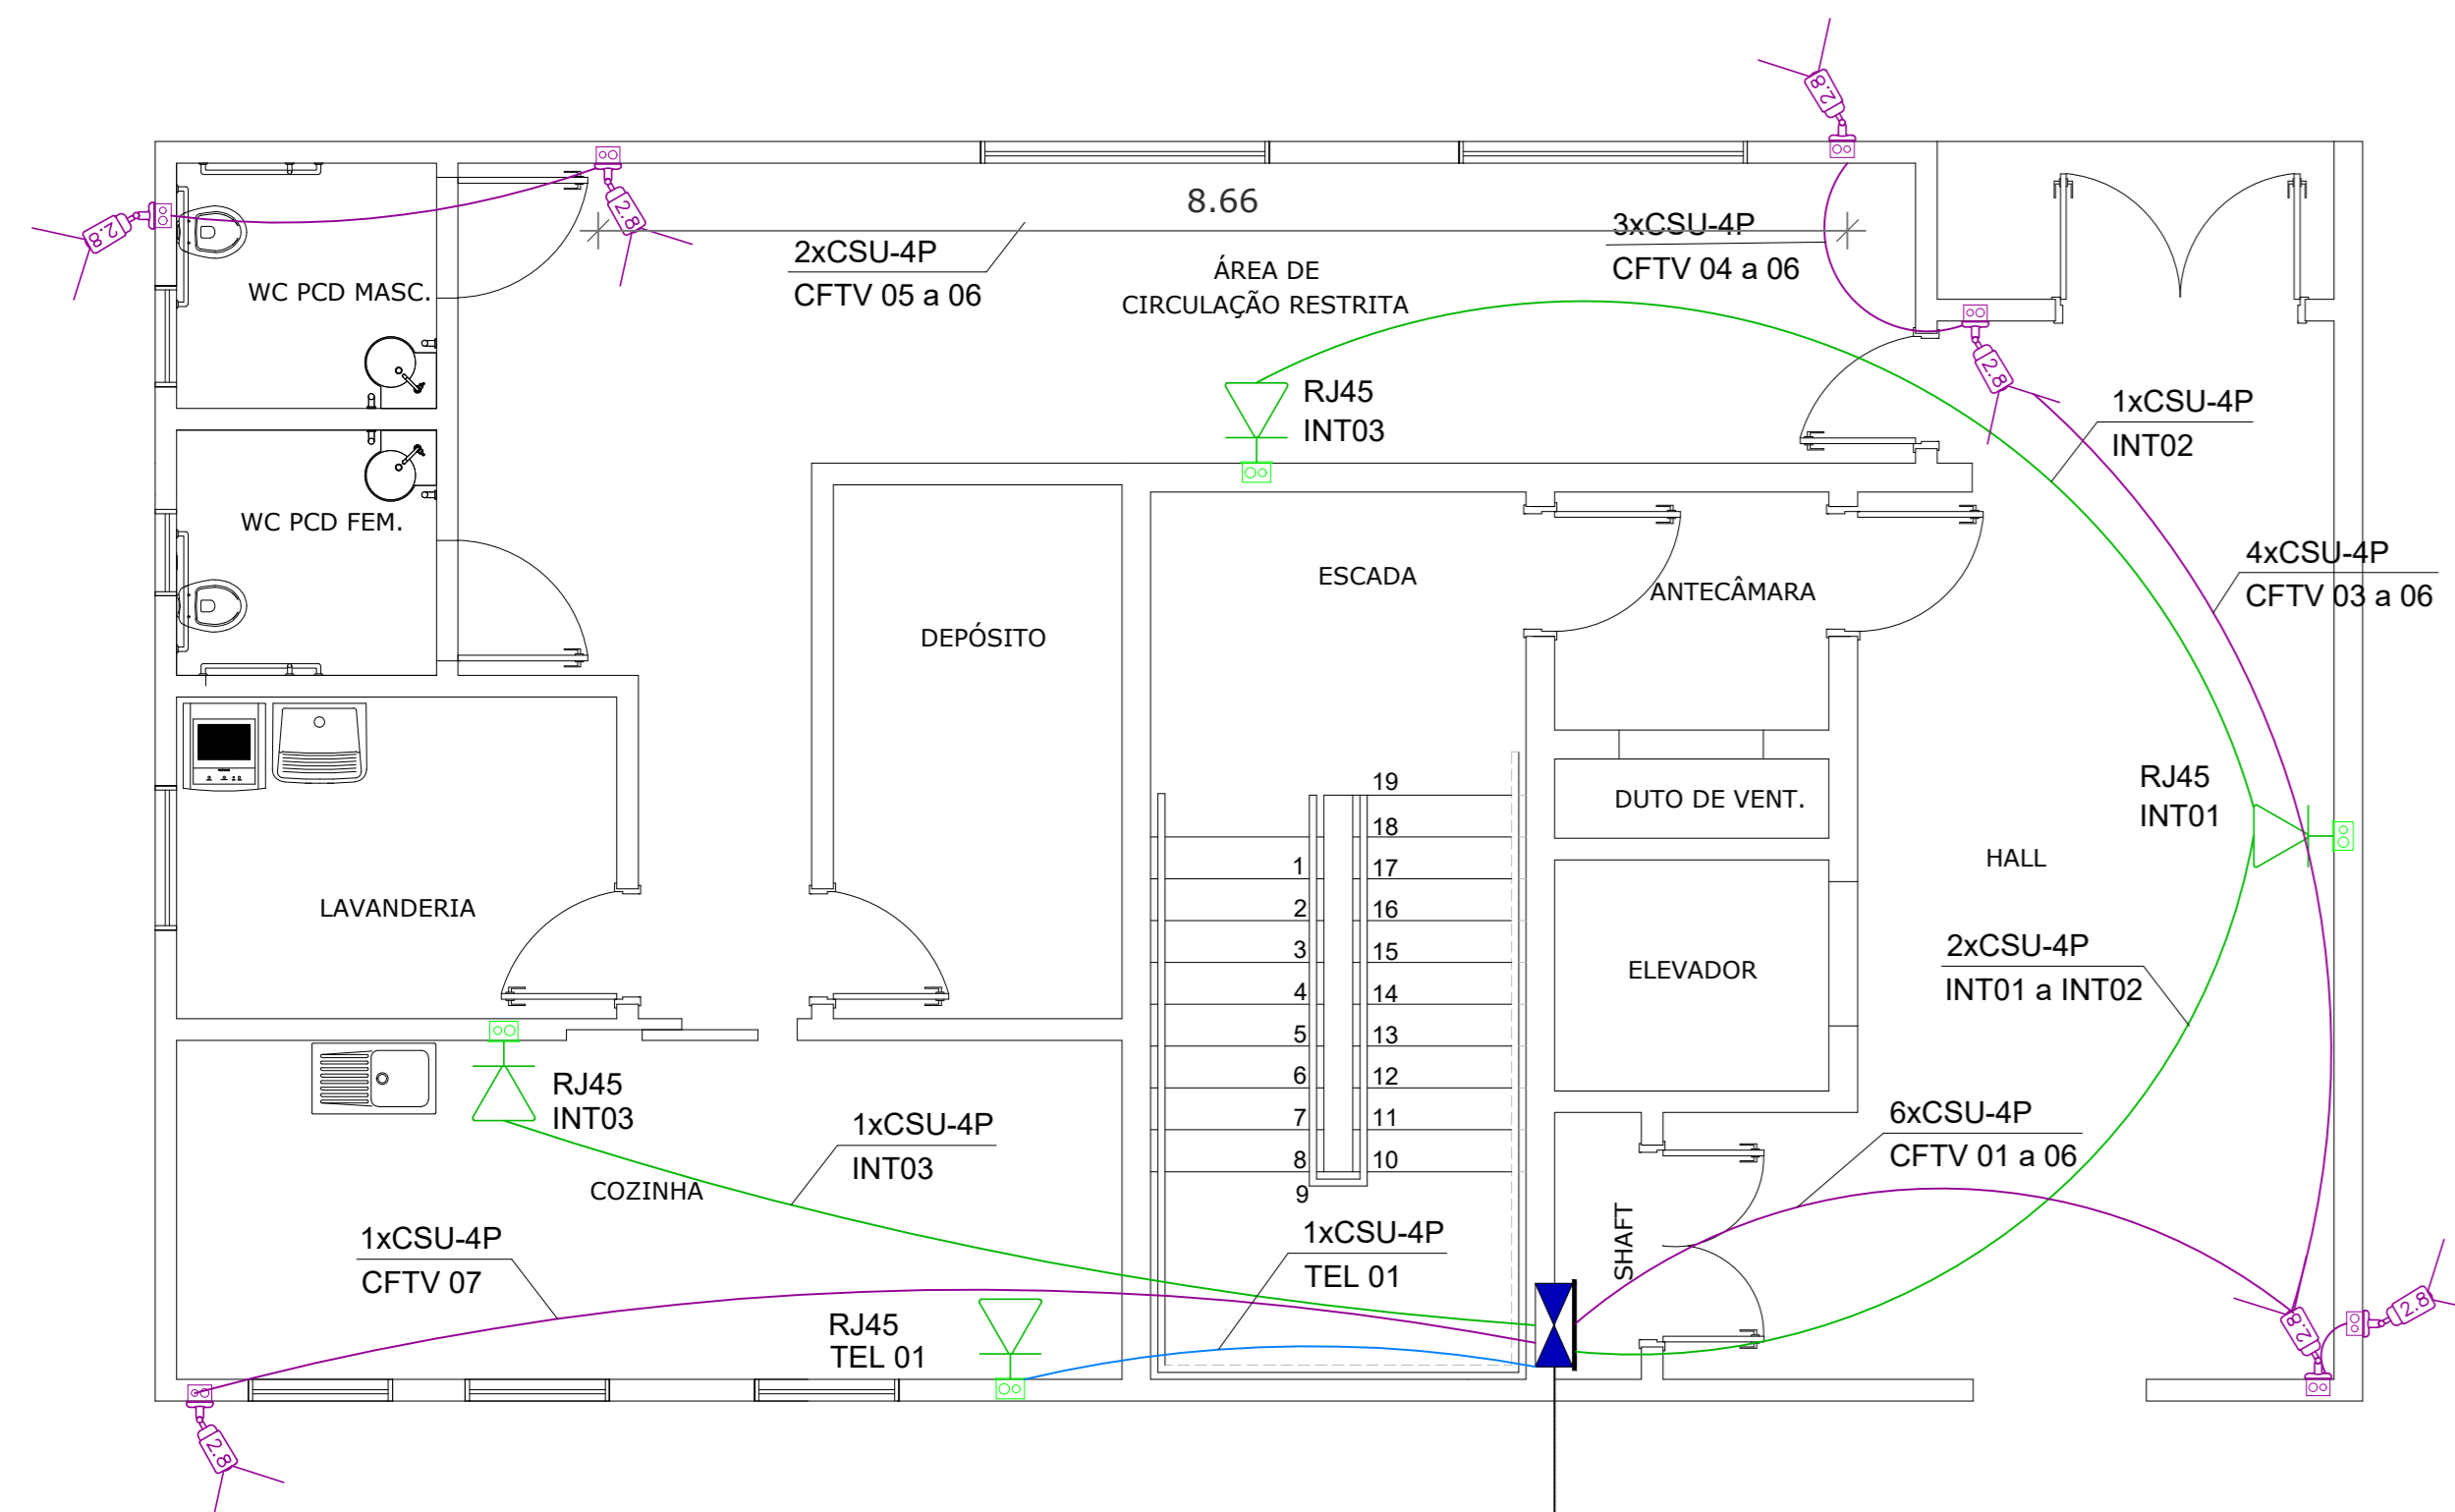 2.8
2.8
2.8
2.8
8.66
2xCSU-4P
CFTV 05 a 06
3xCSU-4P
CFTV 04 a 06
ÁREA DE
CIRCULAÇÃO RESTRITA
WC PCD MASC.
2.8
RJ45
INT03
1xCSU-4P
INT02
WC PCD FEM.
4xCSU-4P
CFTV 03 a 06
ESCADA
ANTECÂMARA
DEPÓSITO
RJ45
INT01
19
DUTO DE VENT.
18
1
17
HALL
LAVANDERIA
2
16
3
15
2xCSU-4P
INT01 a INT02
ELEVADOR
4
14
5
13
RJ45
INT03
6
12
7
11
1xCSU-4P
INT03
6xCSU-4P
CFTV 01 a 06
8
10
9
COZINHA
SHAFT
1xCSU-4P
CFTV 07
1xCSU-4P
TEL 01
RJ45
TEL 01
2.8
2.8
2.8